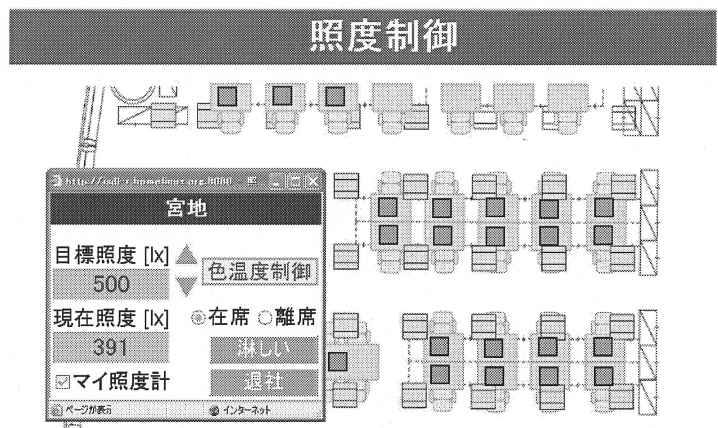 照度制御
宮地
目標照度 [lx]
500
色温度制御
現在照度 [lx]
◉在席 ○離席
391
淋しい
☑マイ照度計
退社
ページが表示
インターネット